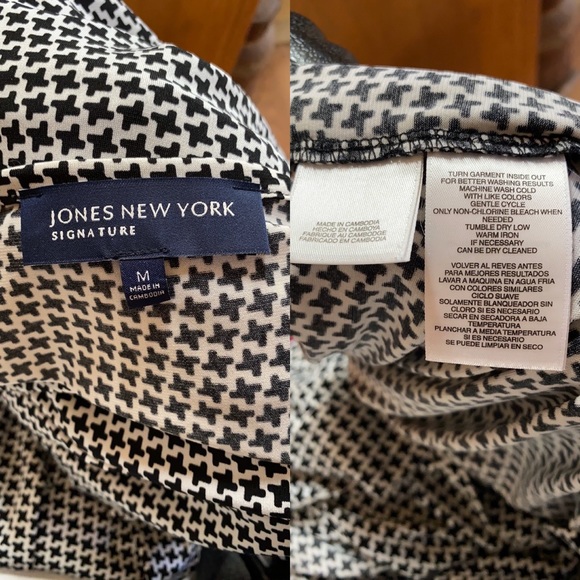 JONES NEW YORK
SIGNATURE
M
MADE IN
CAMBODIA
MADE IN CAMBODIA
HECHO EN CAMBOYA
FABRIQUE AU CAMBODGE
FABRICADO EM CAMBODIA
TURN GARMENT INSIDE OUT
FOR BETTER WASHING RESULTS
MACHINE WASH COLD
WITH LIKE COLORS
GENTLE CYCLE
ONLY NON-CHLORINE BLEACH WHEN
NEEDED
TUMBLE DRY LOW
WARM IRON
IF NECESSARY
CAN BE DRY CLEANED
VOLVER AL REVES ANTES
PARA MEJORES RESULTADOS
LAVAR A MAQUINA EN AGUA FRIA
CON COLORES SIMILARES
CICLO SUAVE
SOLAMENTE BLANQUEADOR SIN
CLORO SI ES NECESARIO
SECAR EN SECADORA A BAJA
TEMPERATURA
PLANCHAR A MEDIA TEMPERATURA
SI ES NECESARIO
SE PUEDE LIMPIAR EN SECO